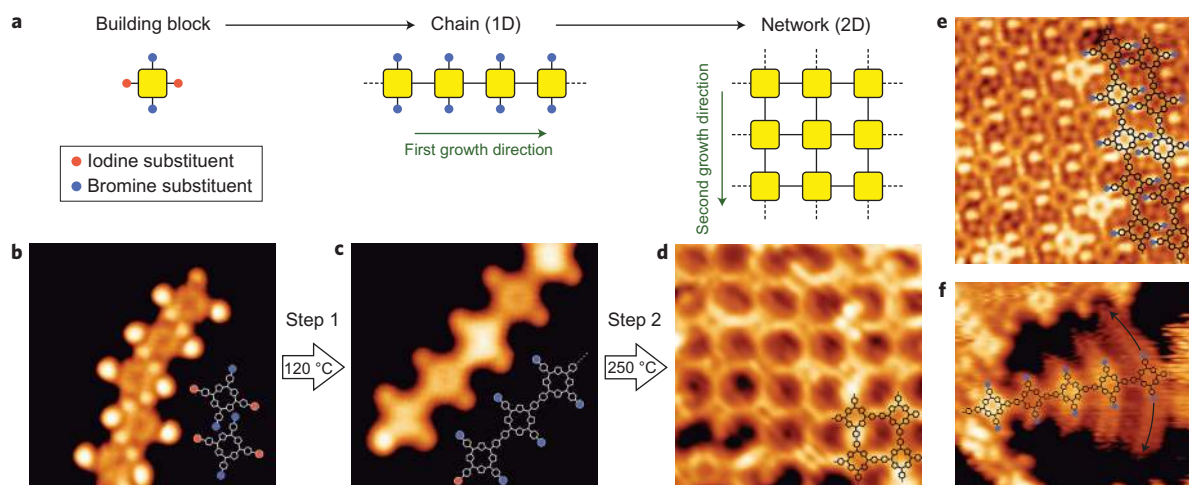 a
Building block
Chain (1D)
Network (2D)
First growth direction
Second growth direction
Iodine substituent
Bromine substituent
b
c
d
e
f
Step 1
120 °C
Step 2
250 °C